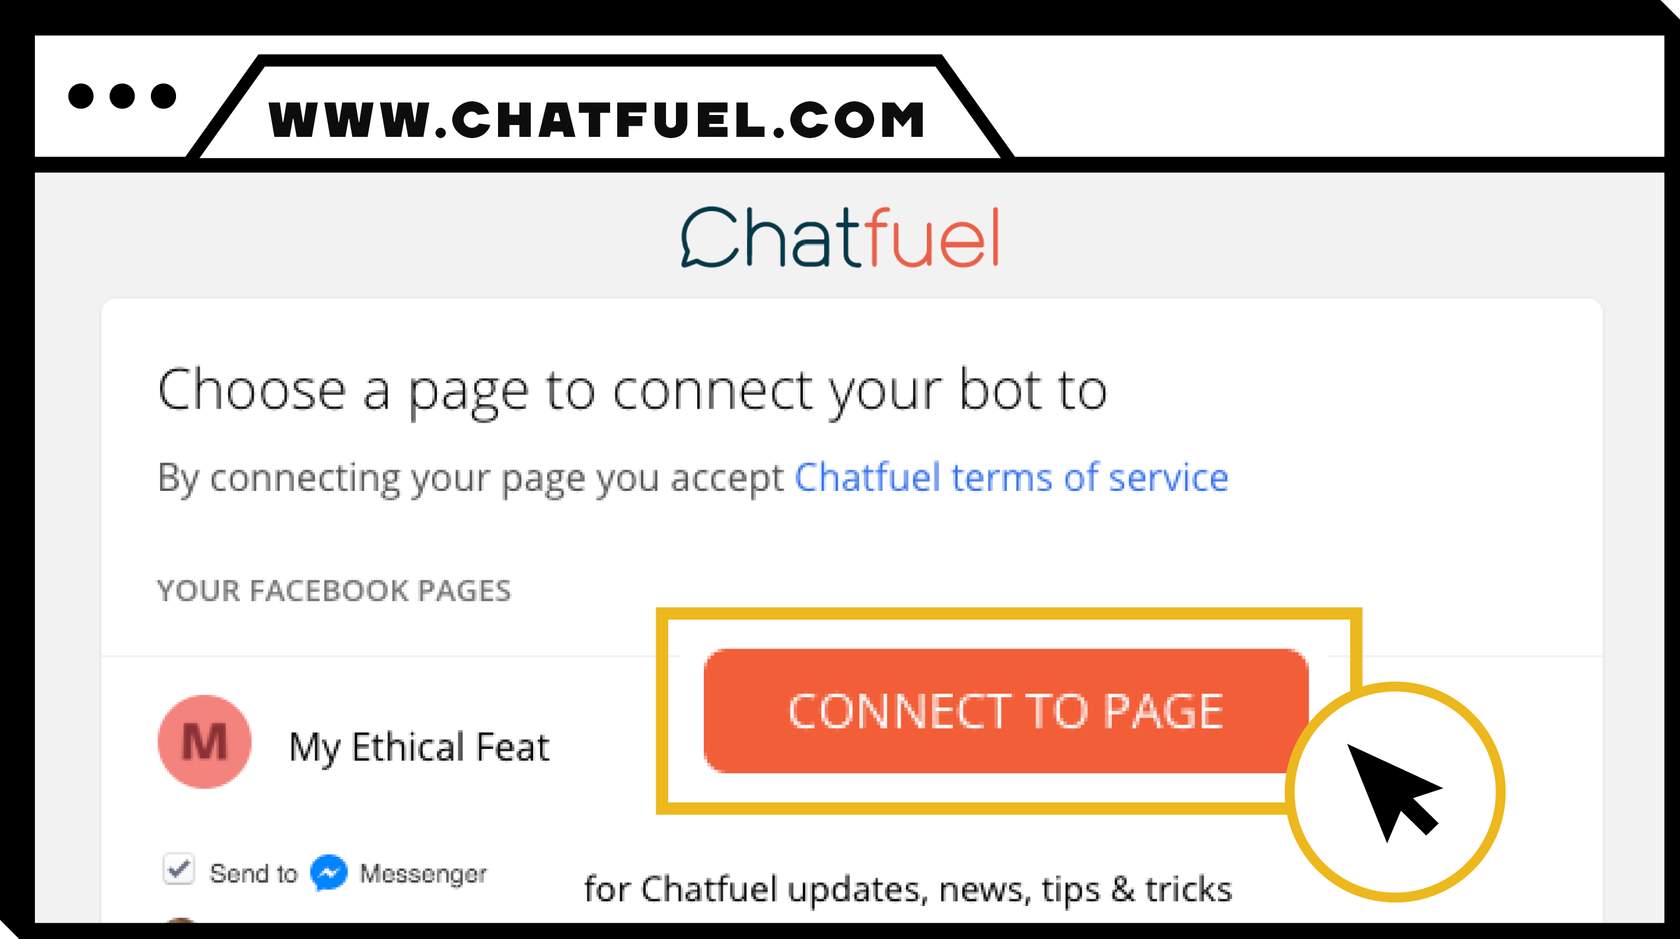 WWW.CHATFUEL.COM
Chatfuel
Choose a page to connect your bot to
By connecting your page you accept Chatfuel terms of service
YOUR FACEBOOK PAGES
CONNECT TO PAGE
M My Ethical Feat
Send to Messenger
for Chatfuel updates, news, tips & tricks